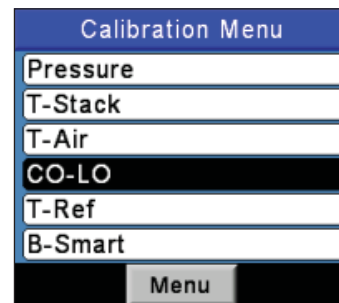 Calibration Menu
Pressure
T-Stack
T-Air
CO-LO
T-Ref
B-Smart
Menu